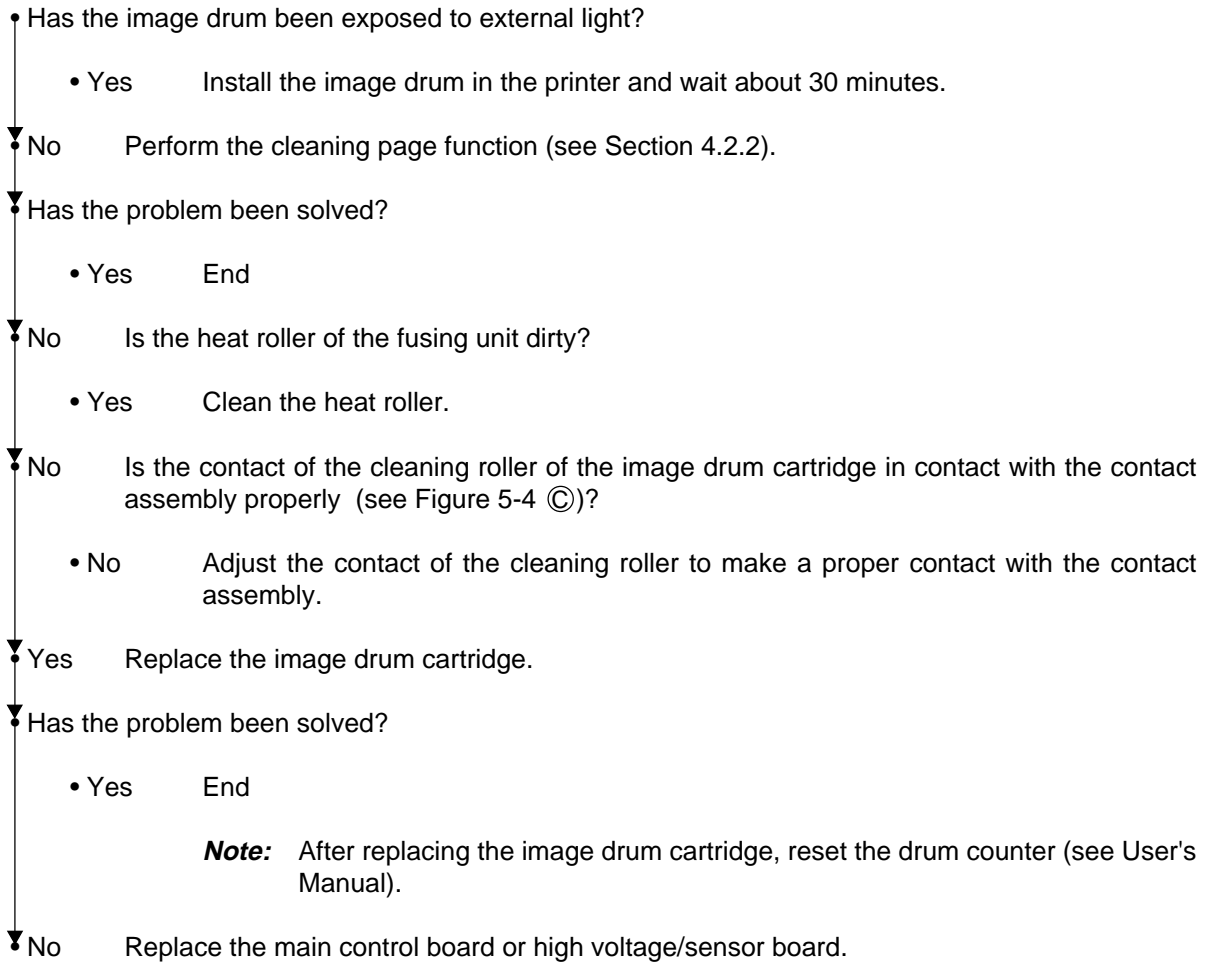 • Has the image drum been exposed to external light?
• Yes Install the image drum in the printer and wait about 30 minutes.
• No Perform the cleaning page function (see Section 4.2.2).
• Has the problem been solved?
• Yes End
• No Is the heat roller of the fusing unit dirty?
• Yes Clean the heat roller.
• No Is the contact of the cleaning roller of the image drum cartridge in contact with the contact
assembly properly (see Figure 5-4 Ⓒ)?
• No Adjust the contact of the cleaning roller to make a proper contact with the contact
assembly.
• Yes Replace the image drum cartridge.
• Has the problem been solved?
• Yes End
Note: After replacing the image drum cartridge, reset the drum counter (see User's
Manual).
• No Replace the main control board or high voltage/sensor board.